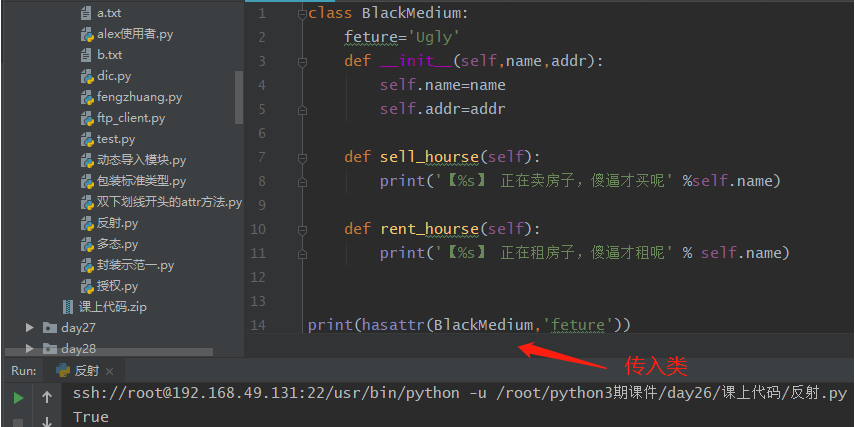 a.txt
alex使用者.py
b.txt
dic.py
fengzhuang.py
ftp_client.py
test.py
动态导入模块.py
包装标准类型.py
双下划线开头的attr方法.py
反射.py
多态.py
封装示范一.py
授权.py
课上代码.zip
day27
day28
1 class BlackMedium:
2 feture='Ugly'
3 def __init__(self,name,addr):
4 self.name=name
5 self.addr=addr
6
7 def sell_hourse(self):
8 print('【%s】 正在卖房子，傻逼才买呢' %self.name)
9
10 def rent_hourse(self):
11 print('【%s】 正在租房子，傻逼才租呢' % self.name)
12
13
14 print(hasattr(BlackMedium,'feture'))
传入类
Run: 反射 ×
ssh://root@192.168.49.131:22/usr/bin/python -u /root/python3期课件/day26/课上代码/反射.py
True